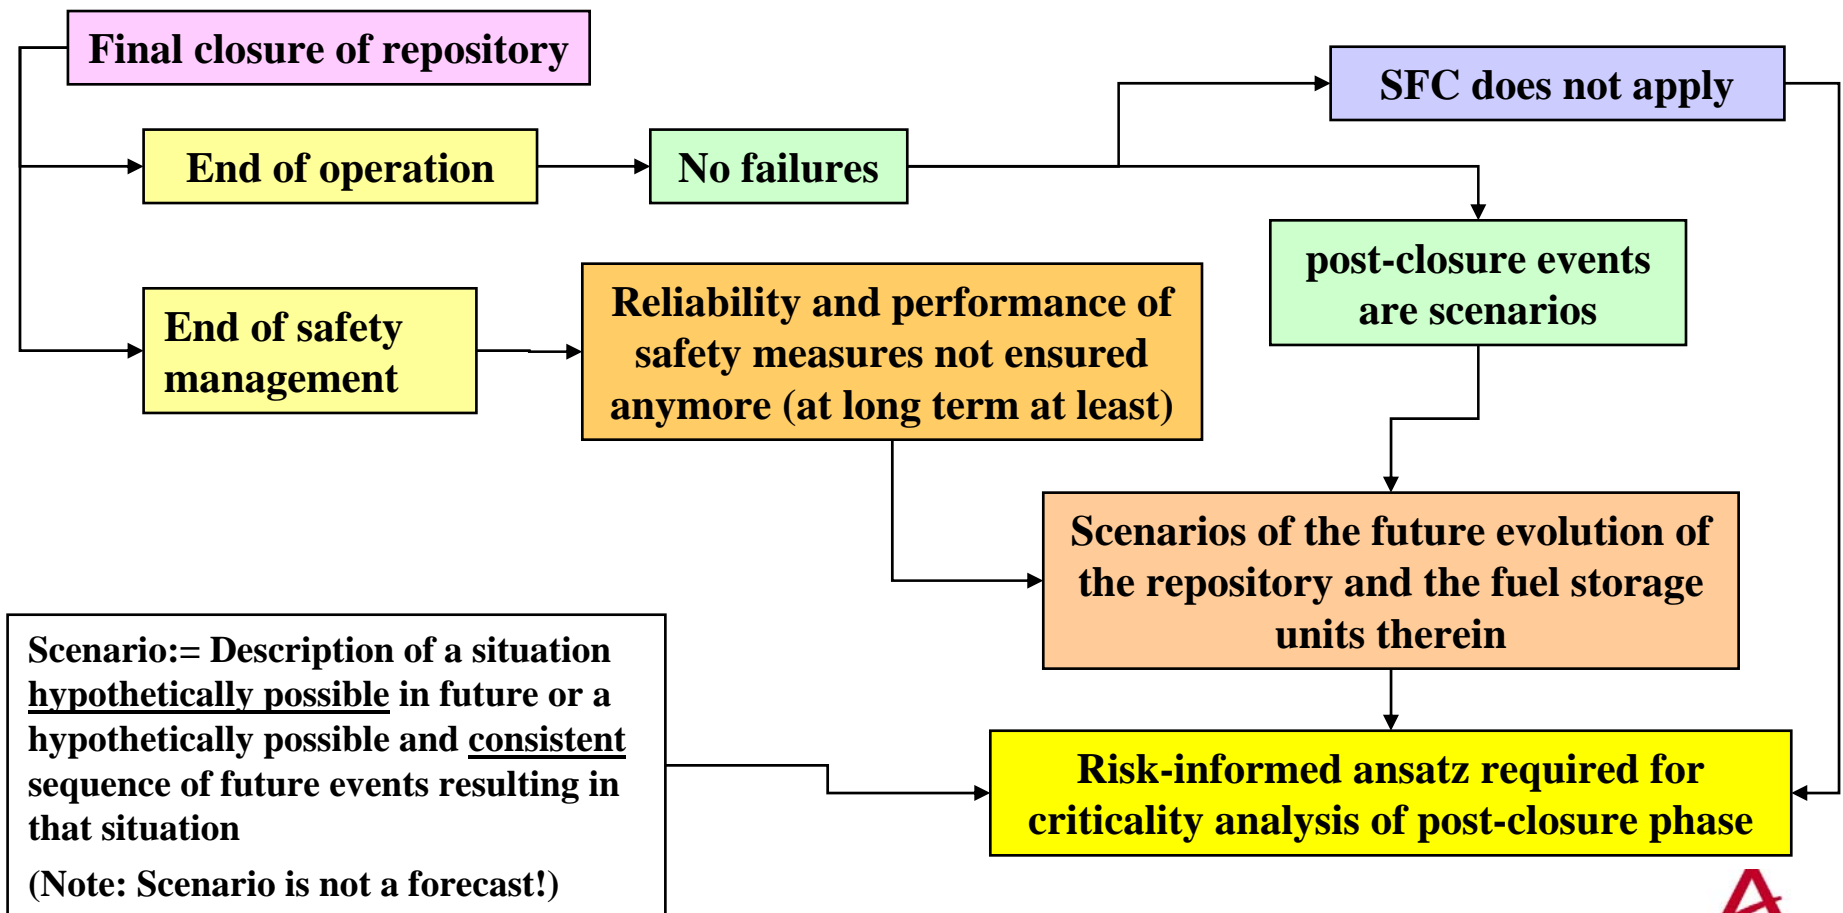 Final closure of repository
SFC does not apply
End of operation
No failures
post-closure events
are scenarios
End of safety
management
Reliability and performance of
safety measures not ensured
anymore (at long term at least)
Scenarios of the future evolution of
the repository and the fuel storage
units therein
Scenario:= Description of a situation
hypothetically possible in future or a
hypothetically possible and consistent
sequence of future events resulting in
that situation
(Note: Scenario is not a forecast!)
Risk-informed ansatz required for
criticality analysis of post-closure phase